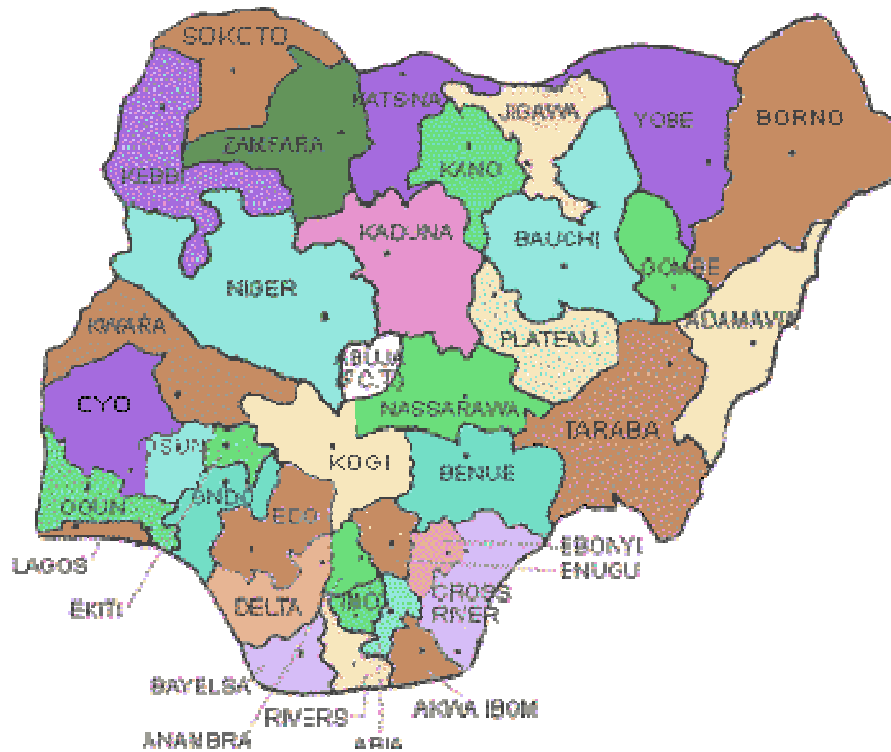 SOKOTO
KATSINA
JIGAWA
YOBE
BORNO
ZAMFARA
KANO
KEBBI
KADUNA
BAUCHI
GOMBE
NIGER
KWARA
PLATEAU
ADAMAWA
ABUJA
(F.C.T)
NASSARAWA
CYO
TARABA
OSUN
KOGI
BENUE
OGUN
ONDO
EDO
EBONYI
LAGOS
ENUGU
EKITI
DELTA
IMO
CROSS
RIVER
BAYELSA
RIVERS
AKWA IBOM
ANAMBRA
ABIA